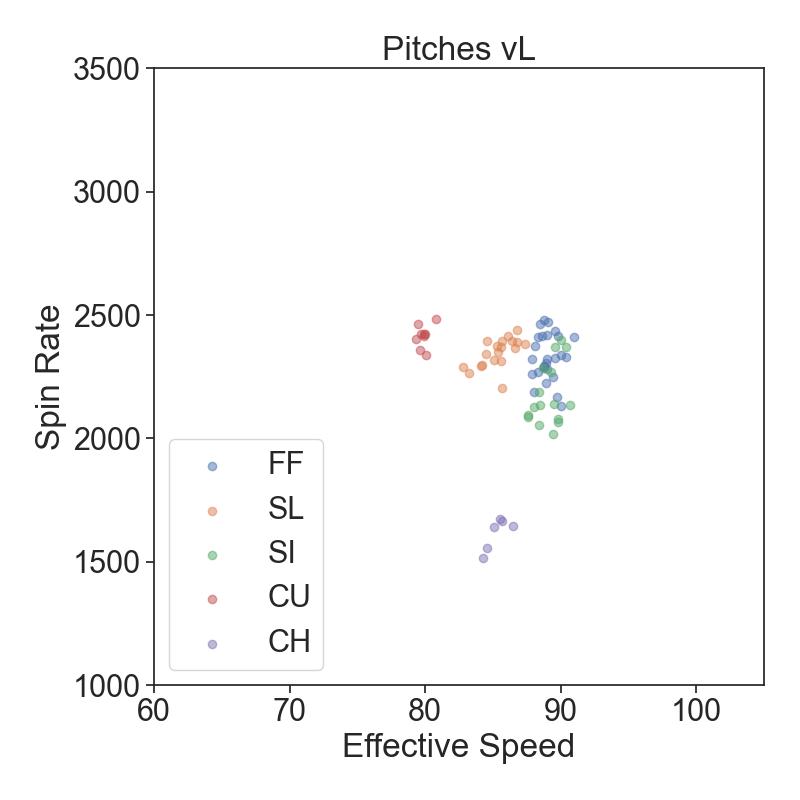 Pitches vL
3500
3000
2500
2000
1500
1000
Spin Rate
FF
SL
SI
CU
CH
60 70 80 90 100
Effective Speed